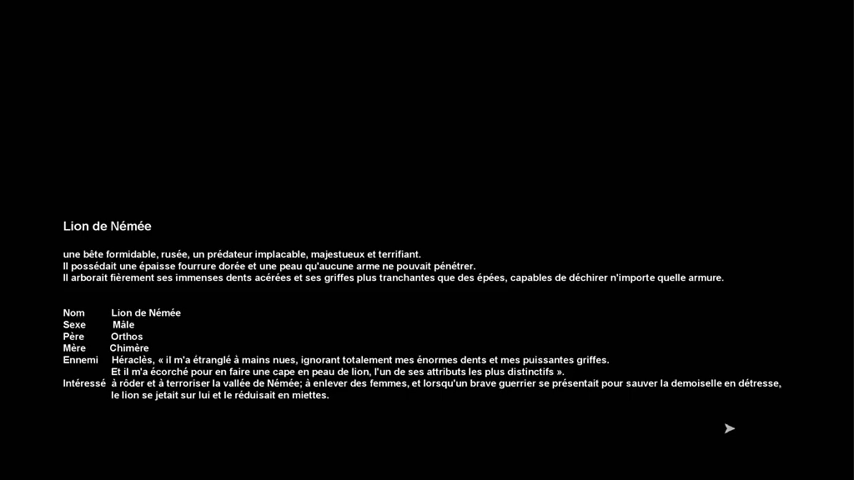 Lion de Némée
une bête formidable, rusée, un prédateur implacable, majestueux et terrifiant.
Il possédait une épaisse fourrure dorée et une peau qu'aucune arme ne pouvait pénétrer.
Il arborait fièrement ses immenses dents acérées et ses griffes plus tranchantes que des épées, capables de déchirer n'importe quelle armure.
Nom Lion de Némée
Sexe Mâle
Père Orthos
Mère Chimère
Ennemi Héraclès, « il m'a étranglé à mains nues, ignorant totalement mes énormes dents et mes puissantes griffes.
Et il m'a écorché pour en faire une cape en peau de lion, l'un de ses attributs les plus distinctifs ».
Intéressé à rôder et à terroriser la vallée de Némée; à enlever des femmes, et lorsqu'un brave guerrier se présentait pour sauver la demoiselle en détresse,
le lion se jetait sur lui et le réduisait en miettes.